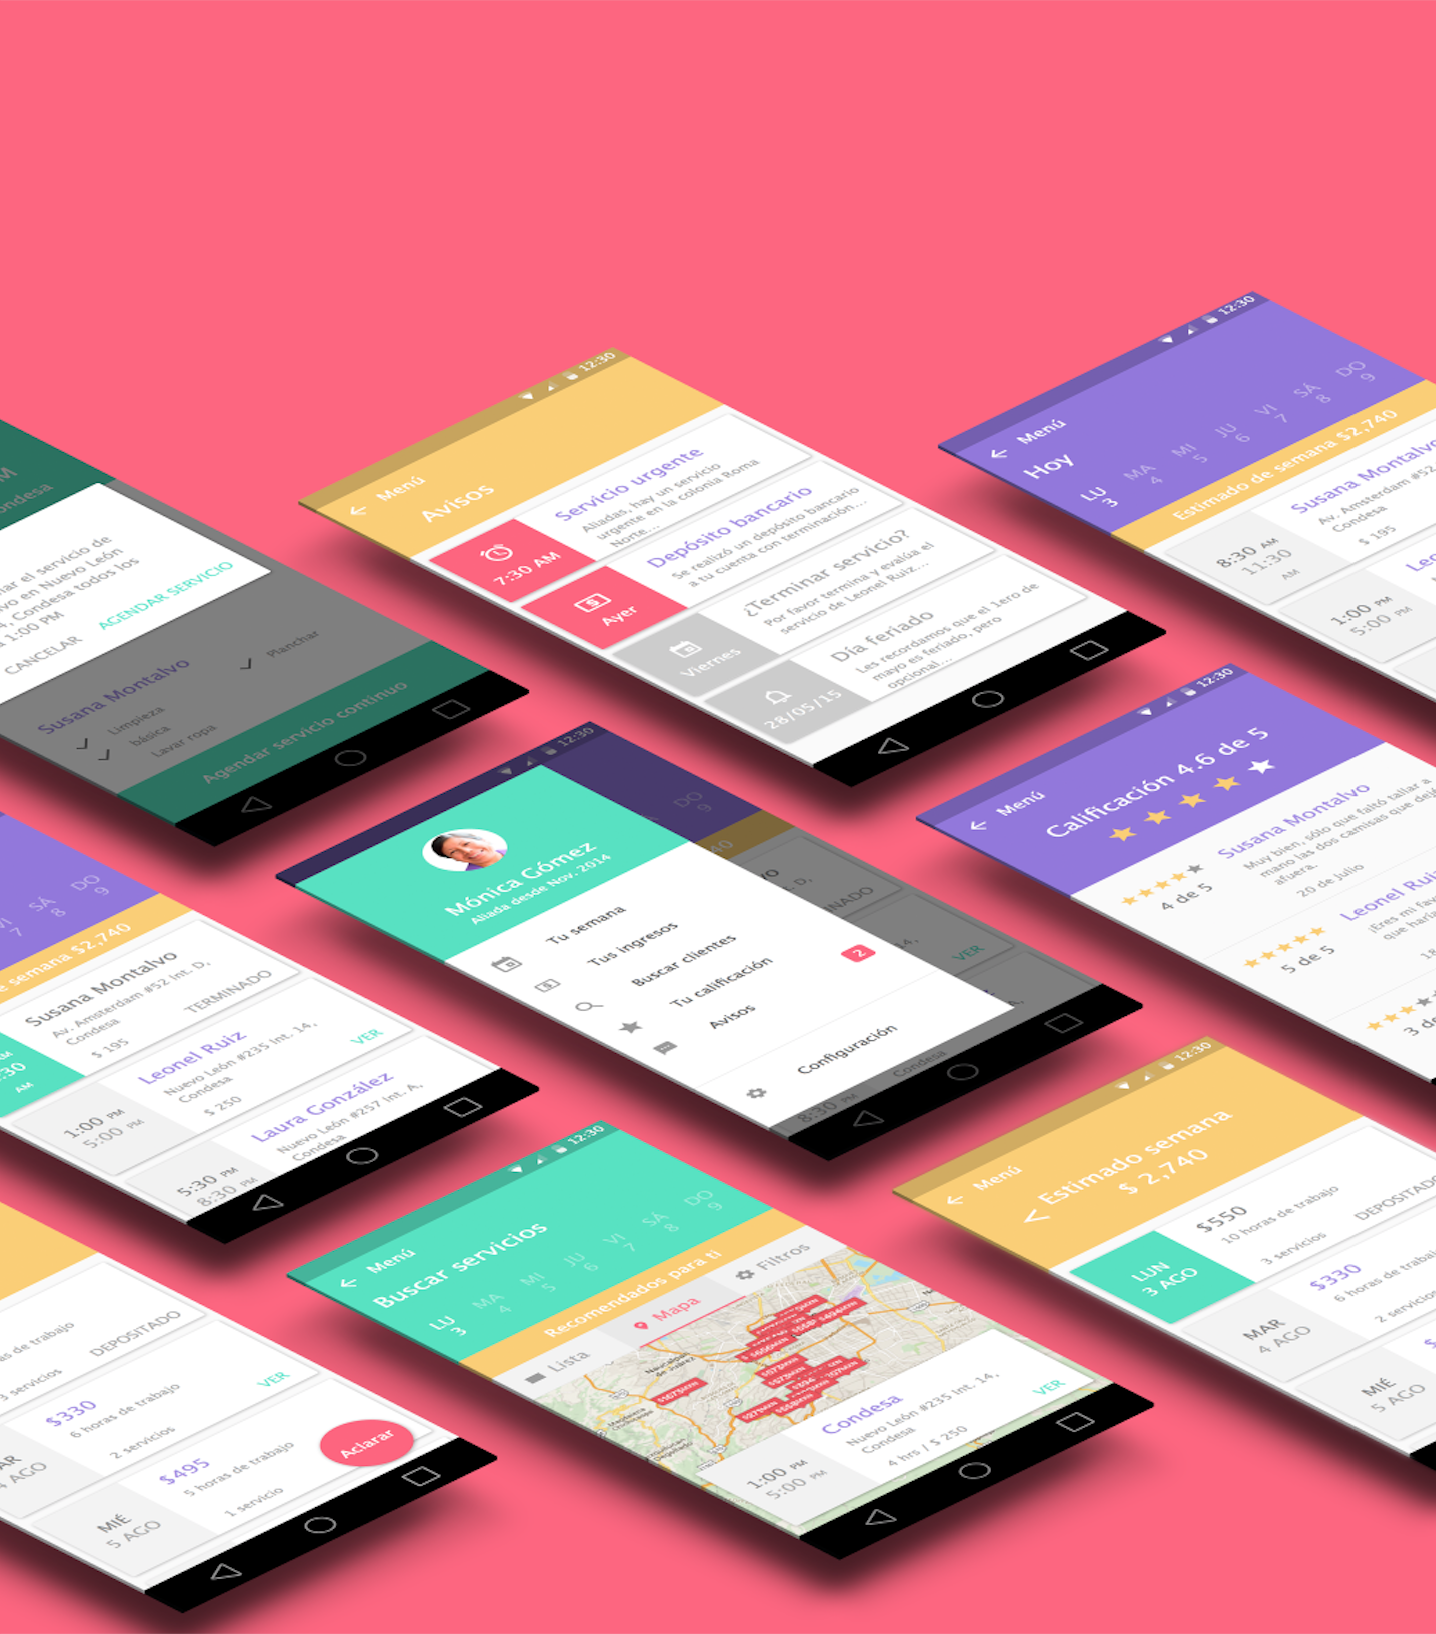 ondesa
ar el servicio de
vo en Nuevo León
4, Condesa todos los
1:00 PM
CANCELAR
AGENDAR SERVICIO
Susana Montalvo
Limpieza
básica
Lavar ropa
Planchar
Agendar servicio continuo
12:30
Menú
Avisos
7:30 AM
Servicio urgente
Aliadas, hay un servicio
urgente en la colonia Roma
Norte...
Ayer
Depósito bancario
Se realizó un depósito bancario
a tu cuenta con terminación...
Viernes
¿Terminar servicio?
Por favor termina y evalúa el
servicio de Leonel Ruiz...
28/05/15
Día feriado
Les recordamos que el 1ero de
mayo es feriado, pero
opcional...
12:30
Menú
Hoy
LU 3
MA 4
MI 5
JU 6
VI 7
SÁ 8
DO 9
Estimado de semana $2,740
8:30 AM
11:30
AM
Susana Montalvo
Av. Amsterdam #52
Condesa
$ 195
1:00 PM
5:00 PM
Leo
VI 7
SÁ 8
DO 9
e semana $2,740
AM
:30
AM
Susana Montalvo
Av. Amsterdam #52 Int. D,
Condesa
$ 195
TERMINADO
1:00 PM
5:00 PM
Leonel Ruiz
Nuevo León #235 Int. 14,
Condesa
$ 250
VER
5:30 PM
8:30 PM
Laura González
Nuevo León #257 Int. A,
Condesa
12:30
DO 9
40
Mónica Gómez
Aliada desde Nov. 2014
Tu semana
Tus ingresos
Buscar clientes
Tu calificación
Avisos
2
Configuración
vo
t. D,
NADO
14,
VER
Condesa
8:30 PM
12:30
Menú
Calificación 4.6 de 5
4 de 5
Susana Montalvo
Muy bien, sólo que faltó tallar a
mano las dos camisas que dejé
afuera.
20 de julio
5 de 5
Leonel Ruiz
¡Eres mi fav
que haría
18
3 de
de trabajo
3 servicios
DEPOSITADO
AR
4 AGO
$330
6 horas de trabajo
2 servicios
VER
MIÉ
5 AGO
$495
5 horas de trabajo
1 servicio
Aclarar
12:30
Menú
Buscar servicios
LU 3
MA 4
MI 5
JU 6
VI 7
SÁ 8
DO 9
Recomendados para ti
Lista
Mapa
Filtros
1:00 PM
5:00 PM
Condesa
Nuevo León #235 Int. 14,
Condesa
4 hrs / $ 250
VER
12:30
Menú
< Estimado semana
$ 2,740
LUN
3 AGO
$550
10 horas de trabajo
3 servicios
DEPOSITADO
MAR
4 AGO
$330
6 horas de trabajo
2 servicios
MIÉ
5 AGO